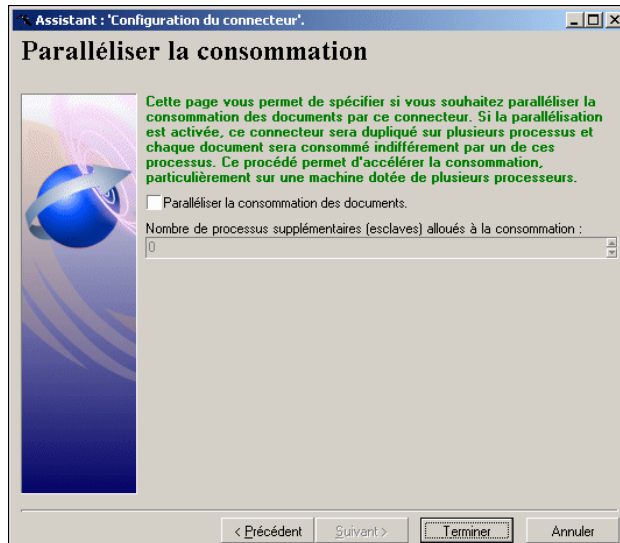 Assistant : 'Configuration du connecteur'.
Paralléliser la consommation
Cette page vous permet de spécifier si vous souhaitez paralléliser la
consommation des documents par ce connecteur. Si la parallélisation
est activée, ce connecteur sera dupliqué sur plusieurs processus et
chaque document sera consommé indifférement par un de ces
processus. Ce procédé permet d'accélérer la consommation,
particulièrement sur une machine dotée de plusieurs processeurs.
Paralléliser la consommation des documents.
Nombre de processus supplémentaires (esclaves) alloués à la consommation :
0
< Précédent Suivant > Terminer Annuler